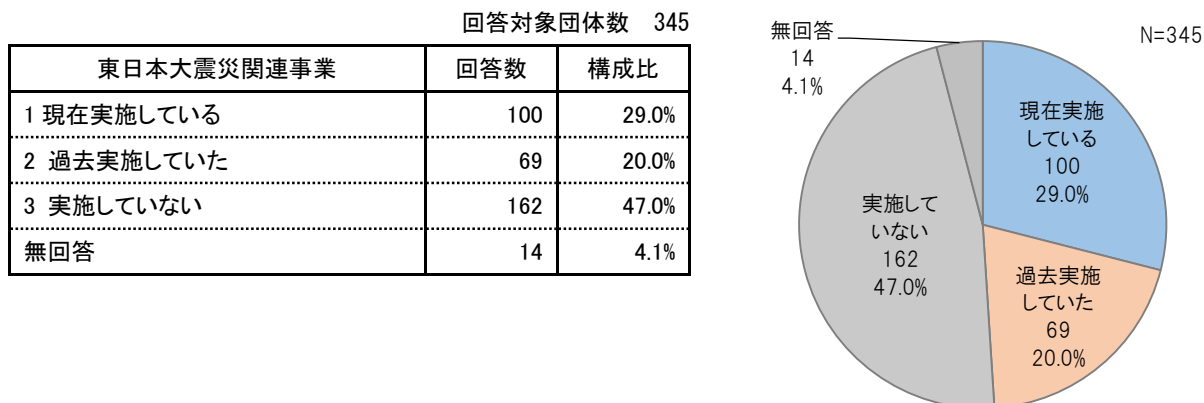 回答対象団体数 345
東日本大震災関連事業 回答数 構成比
1 現在実施している 100 29.0%
2 過去実施していた 69 20.0%
3 実施していない 162 47.0%
無回答 14 4.1%
N=345
無回答
14
4.1%
現在実施
している
100
29.0%
過去実施
していた
69
20.0%
実施して
いない
162
47.0%